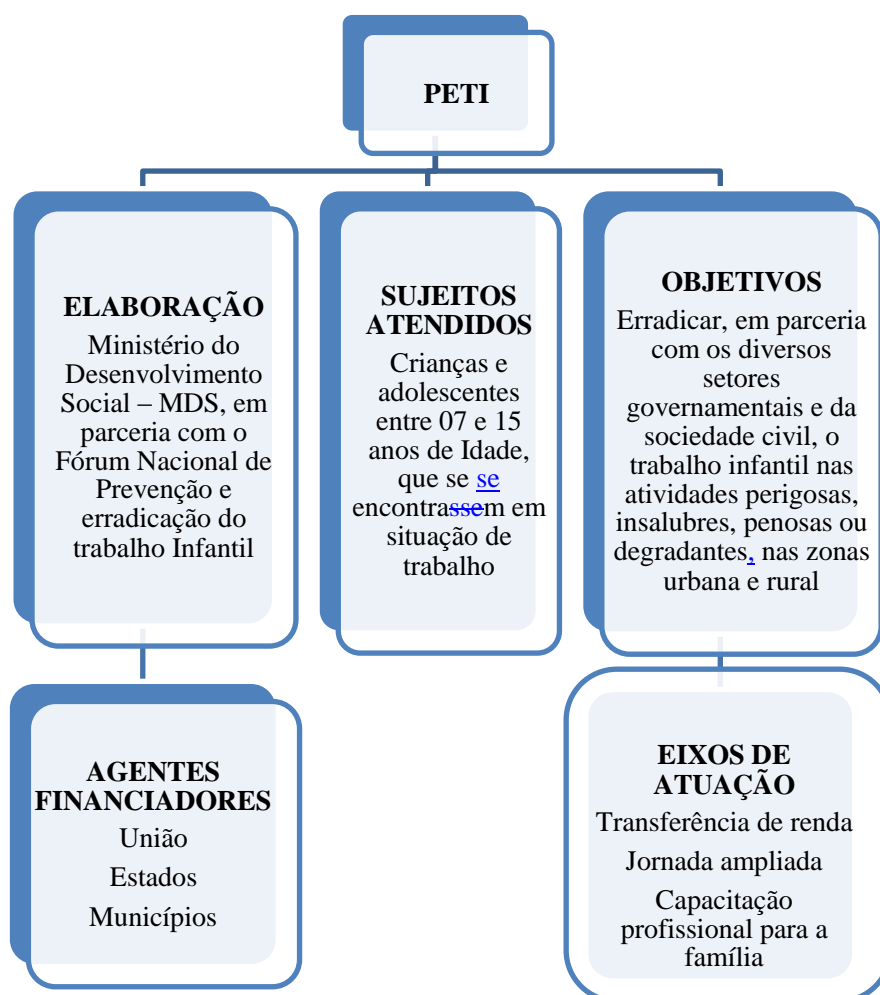 PETI
ELABORAÇÃO
Ministério do
Desenvolvimento
Social – MDS, em
parceria com o
Fórum Nacional de
Prevenção e
erradicação do
trabalho Infantil
SUJEITOS
ATENDIDOS
Crianças e
adolescentes
entre 07 e 15
anos de Idade,
que se se
encontrassem em
situação de
trabalho
OBJETIVOS
Erradicar, em parceria
com os diversos
setores
governamentais e da
sociedade civil, o
trabalho infantil nas
atividades perigosas,
insalubres, penosas ou
degradantes, nas zonas
urbana e rural
AGENTES
FINANCIADORES
União
Estados
Municípios
EIXOS DE
ATUAÇÃO
Transferência de renda
Jornada ampliada
Capacitação
profissional para a
família